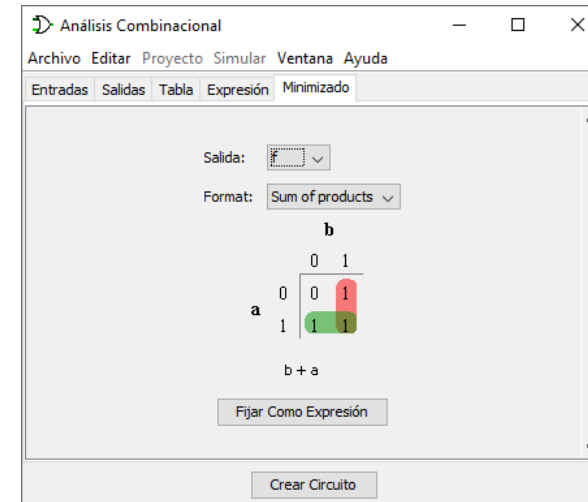 Análisis Combinacional
Archivo Editar Proyecto Simular Ventana Ayuda
Entradas Salidas Tabla Expresión Minimizado
Salida: f
Format: Sum of products
b
0 1
a
0 0 1
1 1 1
b + a
Fijar Como Expresión
Crear Circuito